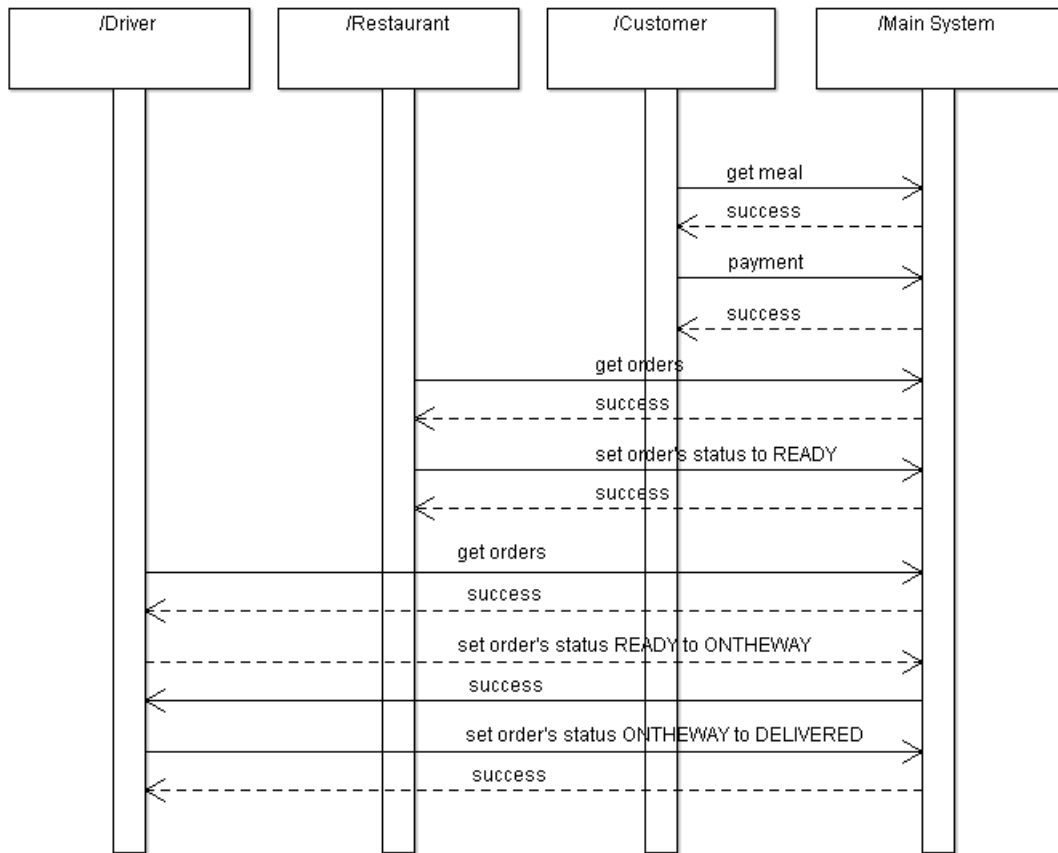 /Driver
/Restaurant
/Customer
/Main System
get meal
success
payment
success
get orders
success
set order's status to READY
success
get orders
success
set order's status READY to ONTHEWAY
success
set order's status ONTHEWAY to DELIVERED
success